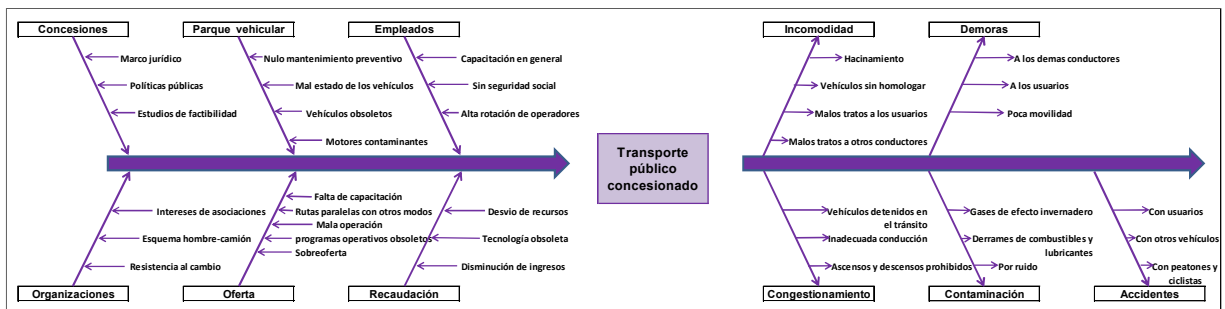 Concesiones
Parque vehicular
Empleados
Incomodidad
Demoras
Marco jurídico
Políticas públicas
Estudios de factibilidad
Nulo mantenimiento preventivo
Mal estado de los vehículos
Vehículos obsoletos
Motores contaminantes
Capacitación en general
Sin seguridad social
Alta rotación de operadores
Hacinamiento
Vehículos sin homologar
Malos tratos a los usuarios
Malos tratos a otros conductores
A los demas conductores
A los usuarios
Poca movilidad
Transporte
público
concesionado
Intereses de asociaciones
Esquema hombre-camión
Resistencia al cambio
Falta de capacitación
Rutas paralelas con otros modos
Mala operación
programas operativos obsoletos
Sobreoferta
Desvio de recursos
Tecnología obsoleta
Disminución de ingresos
Vehículos detenidos en
el tránsito
Inadecuada conducción
Ascensos y descensos prohibidos
Gases de efecto invernadero
Derrames de combustibles y
lubricantes
Por ruido
Con usuarios
Con otros vehículos
Con peatones y
ciclistas
Organizaciones
Oferta
Recaudación
Congestionamiento
Contaminación
Accidentes